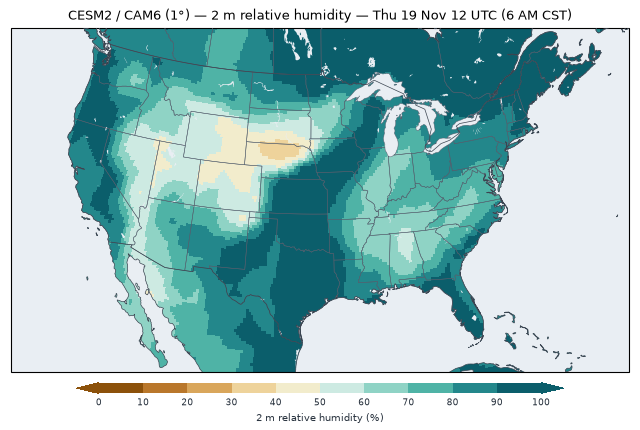 CESM2 / CAM6 (1°) — 2 m relative humidity — Thu 19 Nov 12 UTC (6 AM CST)
0 10 20 30 40 50 60 70 80 90 100
2 m relative humidity (%)